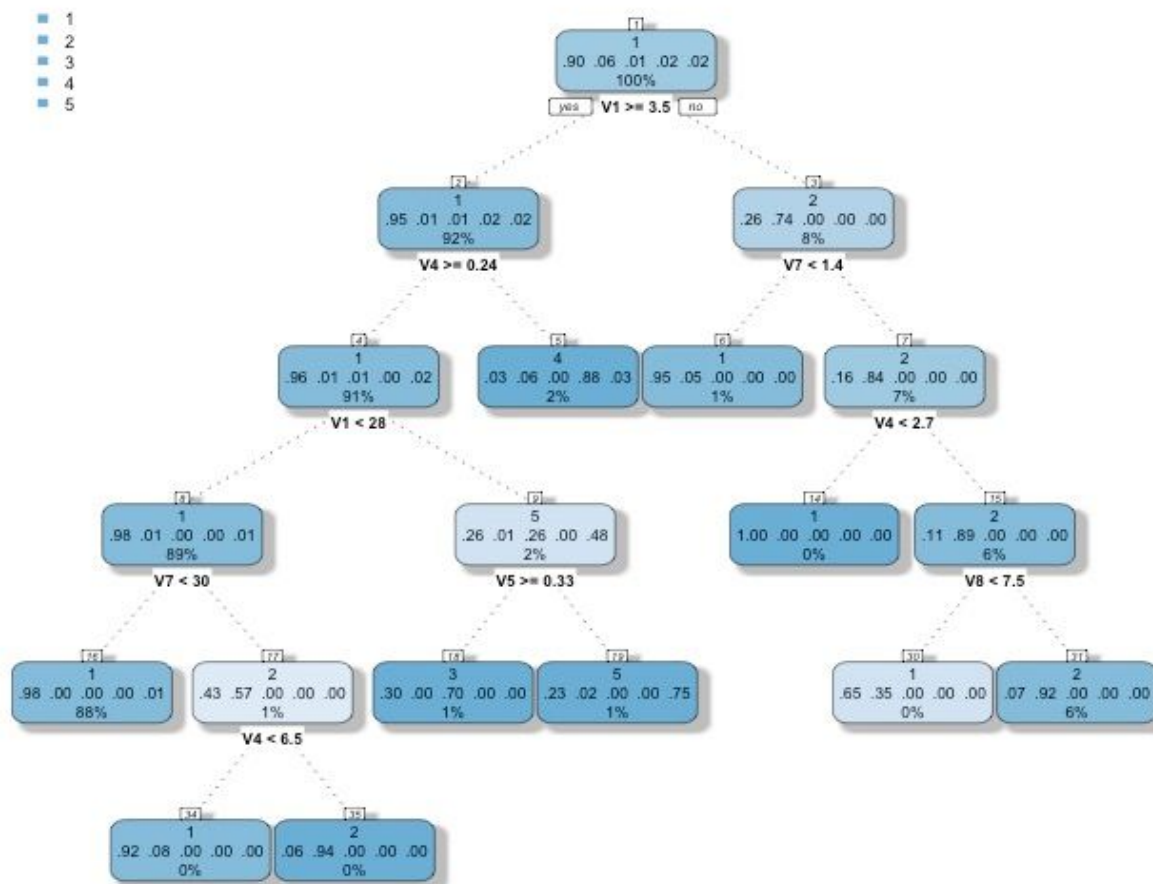 1
2
3
4
5
1
1
.90 .06 .01 .02 .02
100%
yes V1 >= 3.5 no
2
1
.95 .01 .01 .02 .02
92%
V4 >= 0.24
3
2
.26 .74 .00 .00 .00
8%
V7 < 1.4
4
1
.96 .01 .01 .00 .02
91%
V1 < 28
5
4
.03 .06 .00 .88 .03
2%
6
1
.95 .05 .00 .00 .00
1%
7
2
.16 .84 .00 .00 .00
7%
V4 < 2.7
8
1
.98 .01 .00 .00 .01
89%
V7 < 30
9
5
.26 .01 .26 .00 .48
2%
V5 >= 0.33
14
1
1.00 .00 .00 .00 .00
0%
15
2
.11 .89 .00 .00 .00
6%
V8 < 7.5
16
1
.98 .00 .00 .00 .01
88%
17
2
.43 .57 .00 .00 .00
1%
V4 < 6.5
18
3
.30 .00 .70 .00 .00
1%
19
5
.23 .02 .00 .00 .75
1%
30
1
.65 .35 .00 .00 .00
0%
31
2
.07 .92 .00 .00 .00
6%
34
1
.92 .08 .00 .00 .00
0%
35
2
.06 .94 .00 .00 .00
0%